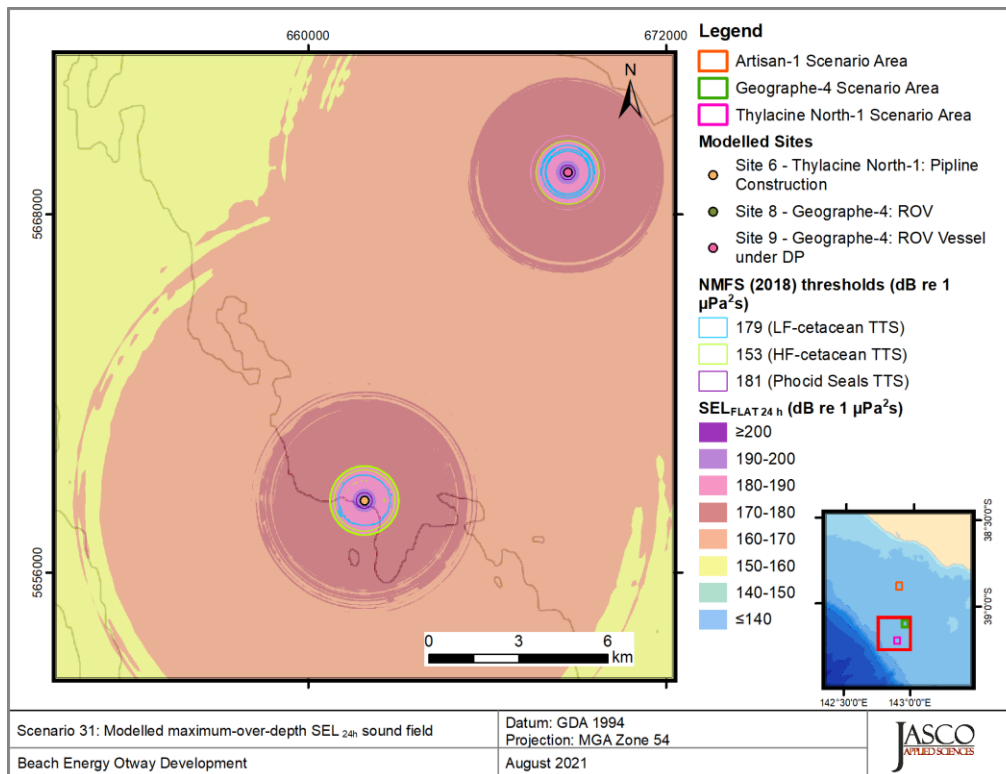 660000
672000
N
5668000
5656000
0 3 6
km
Legend
Artisan-1 Scenario Area
Geographe-4 Scenario Area
Thylacine North-1 Scenario Area
Modelled Sites
Site 6 - Thylacine North-1: Pipline
Construction
Site 8 - Geographe-4: ROV
Site 9 - Geographe-4: ROV Vessel
under DP
NMFS (2018) thresholds (dB re 1
µPa²s)
179 (LF-cetacean TTS)
153 (HF-cetacean TTS)
181 (Phocid Seals TTS)
SEL FLAT 24 h (dB re 1 µPa²s)
≥200
190-200
180-190
170-180
160-170
150-160
140-150
≤140
38°30'S
39°0'S
142°30'E
143°0'E
Scenario 31: Modelled maximum-over-depth SEL 24h sound field
Datum: GDA 1994
Projection: MGA Zone 54
Beach Energy Otway Development
August 2021
JASCO
APPLIED SCIENCES